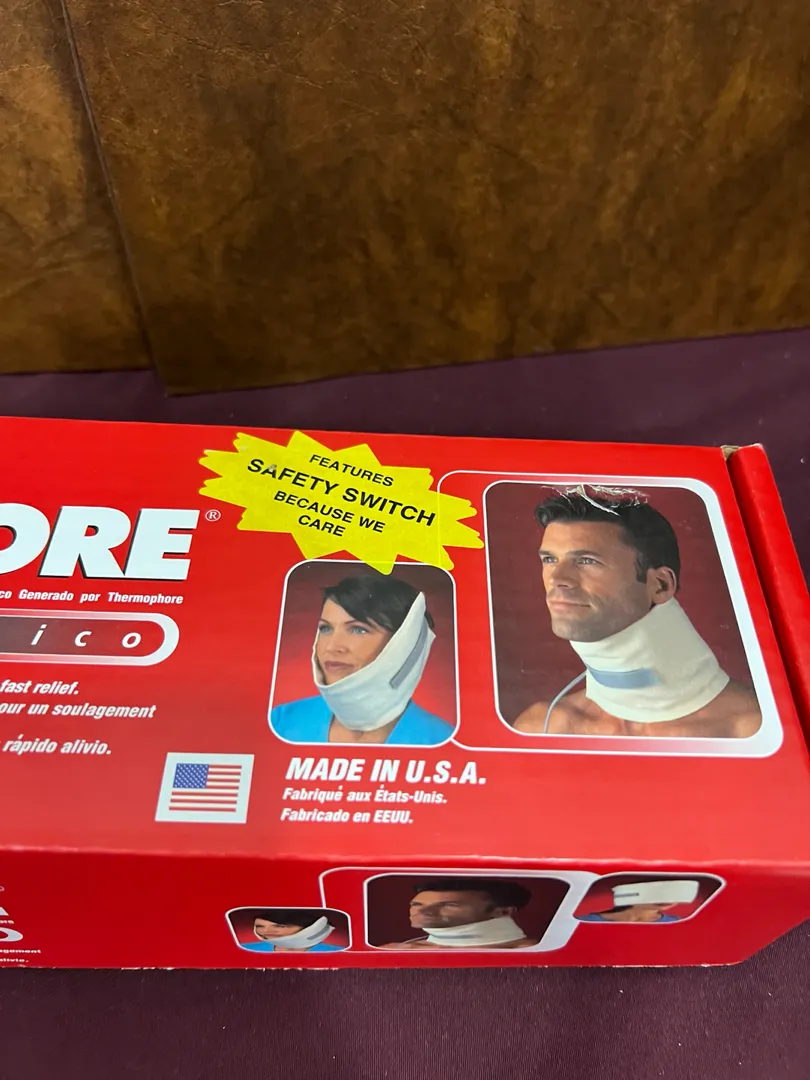 FEATURES
SAFETY SWITCH
BECAUSE WE
CARE
ORE®
co Generado por Thermophore
ico
fast relief.
our un soulagement
rápido alivio.
MADE IN U.S.A.
Fabriqué aux États-Unis.
Fabricado en EEUU.